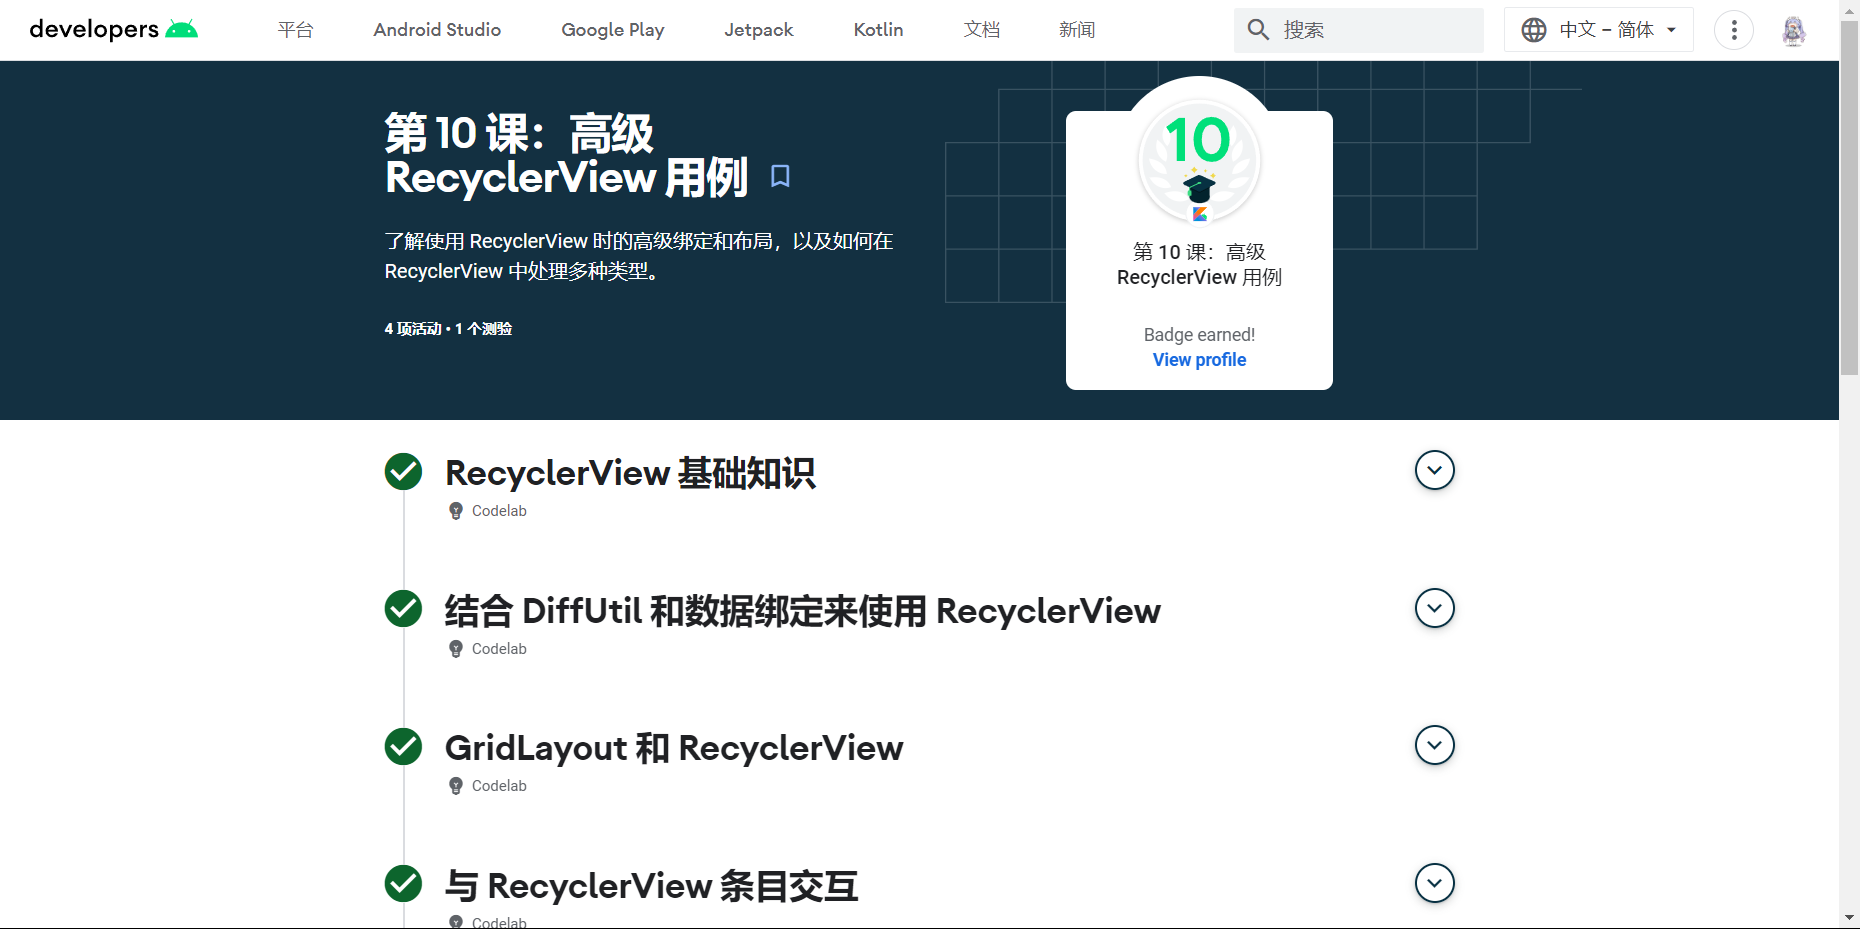 developers
平台
Android Studio
Google Play
Jetpack
Kotlin
文档
新闻
搜索
中文 – 简体
第 10 课：高级
RecyclerView 用例
了解使用 RecyclerView 时的高级绑定和布局，以及如何在
RecyclerView 中处理多种类型。
4 项活动 • 1 个测验
10
第 10 课：高级
RecyclerView 用例
Badge earned!
View profile
RecyclerView 基础知识
Codelab
结合 DiffUtil 和数据绑定来使用 RecyclerView
Codelab
GridLayout 和 RecyclerView
Codelab
与 RecyclerView 条目交互
Codelab